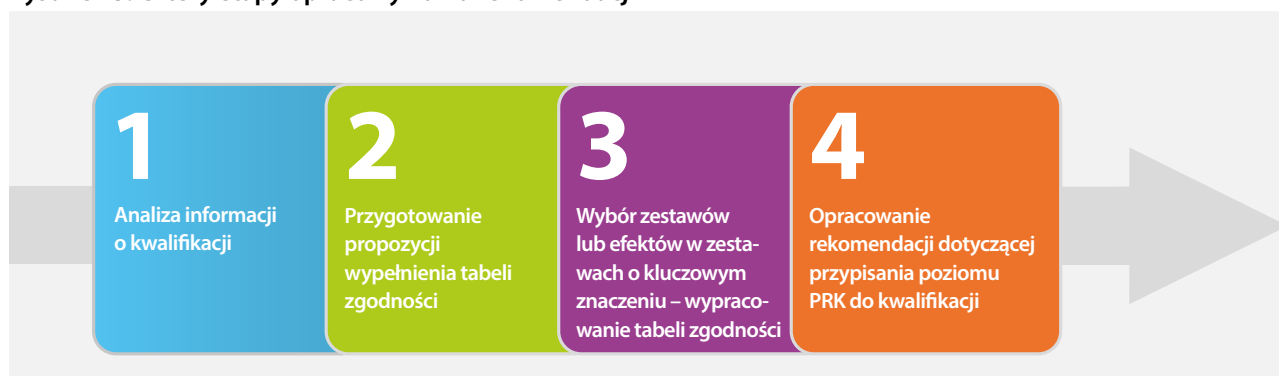 1
Analiza informacji
o kwalifikacji
2
Przygotowanie
propozycji
wypełnienia tabeli
zgodności
3
Wybór zestawów
lub efektów w zesta-
wach o kluczowym
znaczeniu – wypraco-
wanie tabeli zgodności
4
Opracowanie
rekomendacji dotyczącej
przypisania poziomu
PRK do kwalifikacji